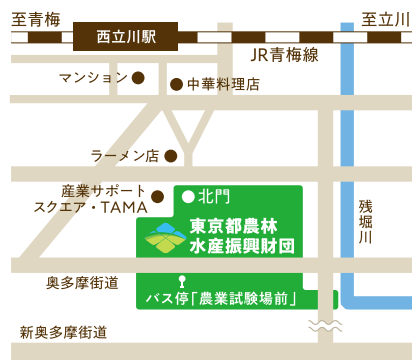 至青梅
至立川
西立川駅
JR青梅線
マンション
中華料理店
ラーメン店
産業サポート
スクエア・TAMA
北門
東京都農林
水産振興財団
残堀川
奥多摩街道
バス停「農業試験場前」
新奥多摩街道